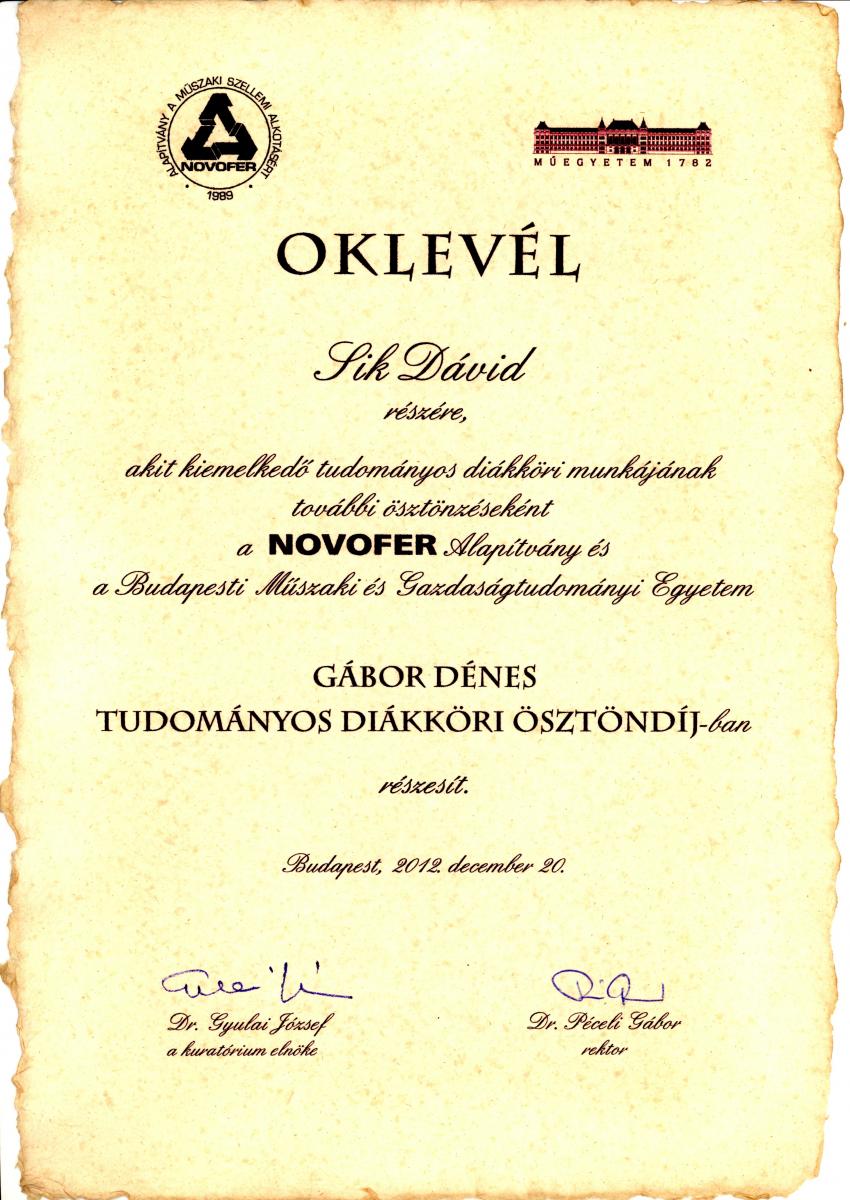 ALAPÍTVÁNY A MŰSZAKI SZELLEMI ALKOTÁSÉRT
NOVOFER
1989
MŰEGYETEM 1782
OKLEVÉL
Sik Dávid
részére,
akit kiemelkedő tudományos diákköri munkájának
további ösztönzéseként
a NOVOFER Alapítvány és
a Budapesti Műszaki és Gazdaságtudományi Egyetem
GÁBOR DÉNES
TUDOMÁNYOS DIÁKKÖRI ÖSZTÖNDÍJ-ban
részesít.
Budapest, 2012. december 20.
Dr. Gyulai József
a kuratórium elnöke
Dr. Péceli Gábor
rektor